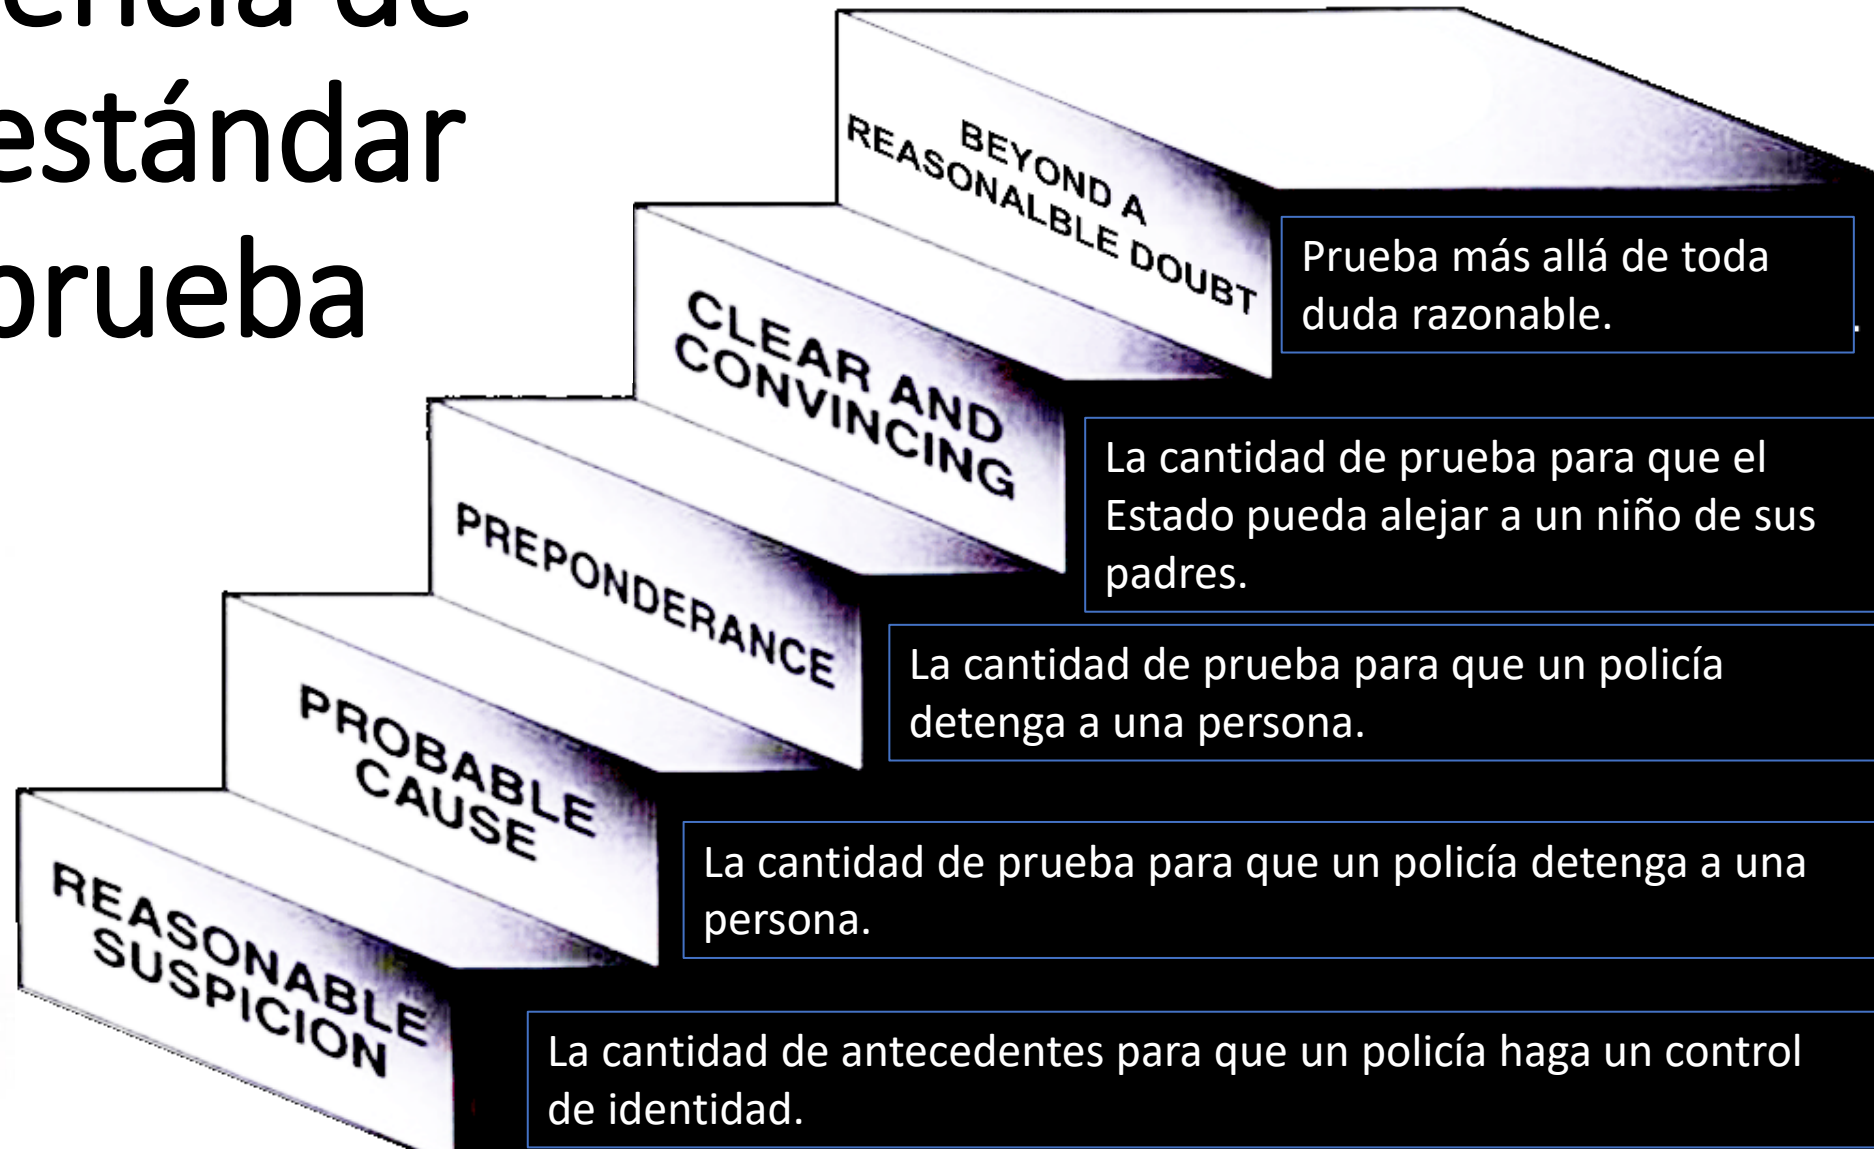 encia de
estándar
prueba
BEYOND A
REASONALBLE DOUBT
Prueba más allá de toda
duda razonable.
.
CLEAR AND
CONVINCING
La cantidad de prueba para que el
Estado pueda alejar a un niño de sus
padres.
PREPONDERANCE
La cantidad de prueba para que un policía
detenga a una persona.
PROBABLE
CAUSE
La cantidad de prueba para que un policía detenga a una
persona.
REASONABLE
SUSPICION
La cantidad de antecedentes para que un policía haga un control
de identidad.